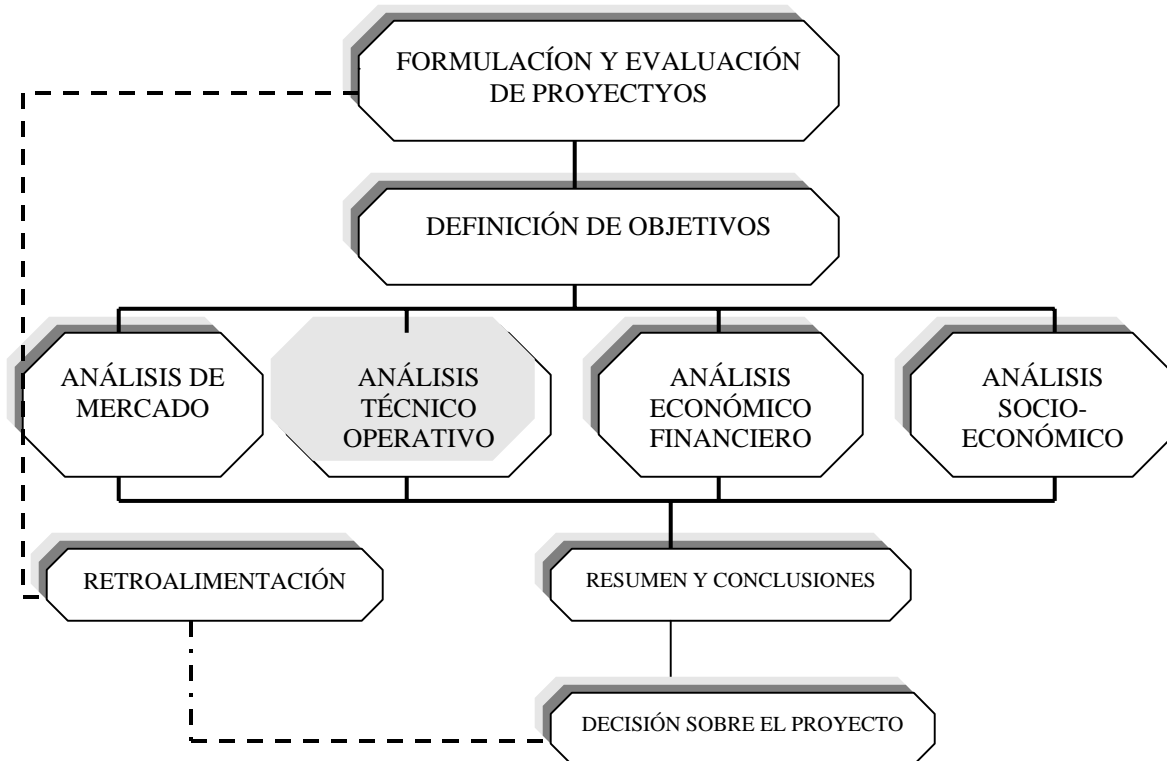 FORMULACÍON Y EVALUACIÓN
DE PROYECTYOS
DEFINICIÓN DE OBJETIVOS
ANÁLISIS DE
MERCADO
ANÁLISIS
TÉCNICO
OPERATIVO
ANÁLISIS
ECONÓMICO
FINANCIERO
ANÁLISIS
SOCIO-
ECONÓMICO
RETROALIMENTACIÓN
RESUMEN Y CONCLUSIONES
DECISIÓN SOBRE EL PROYECTO